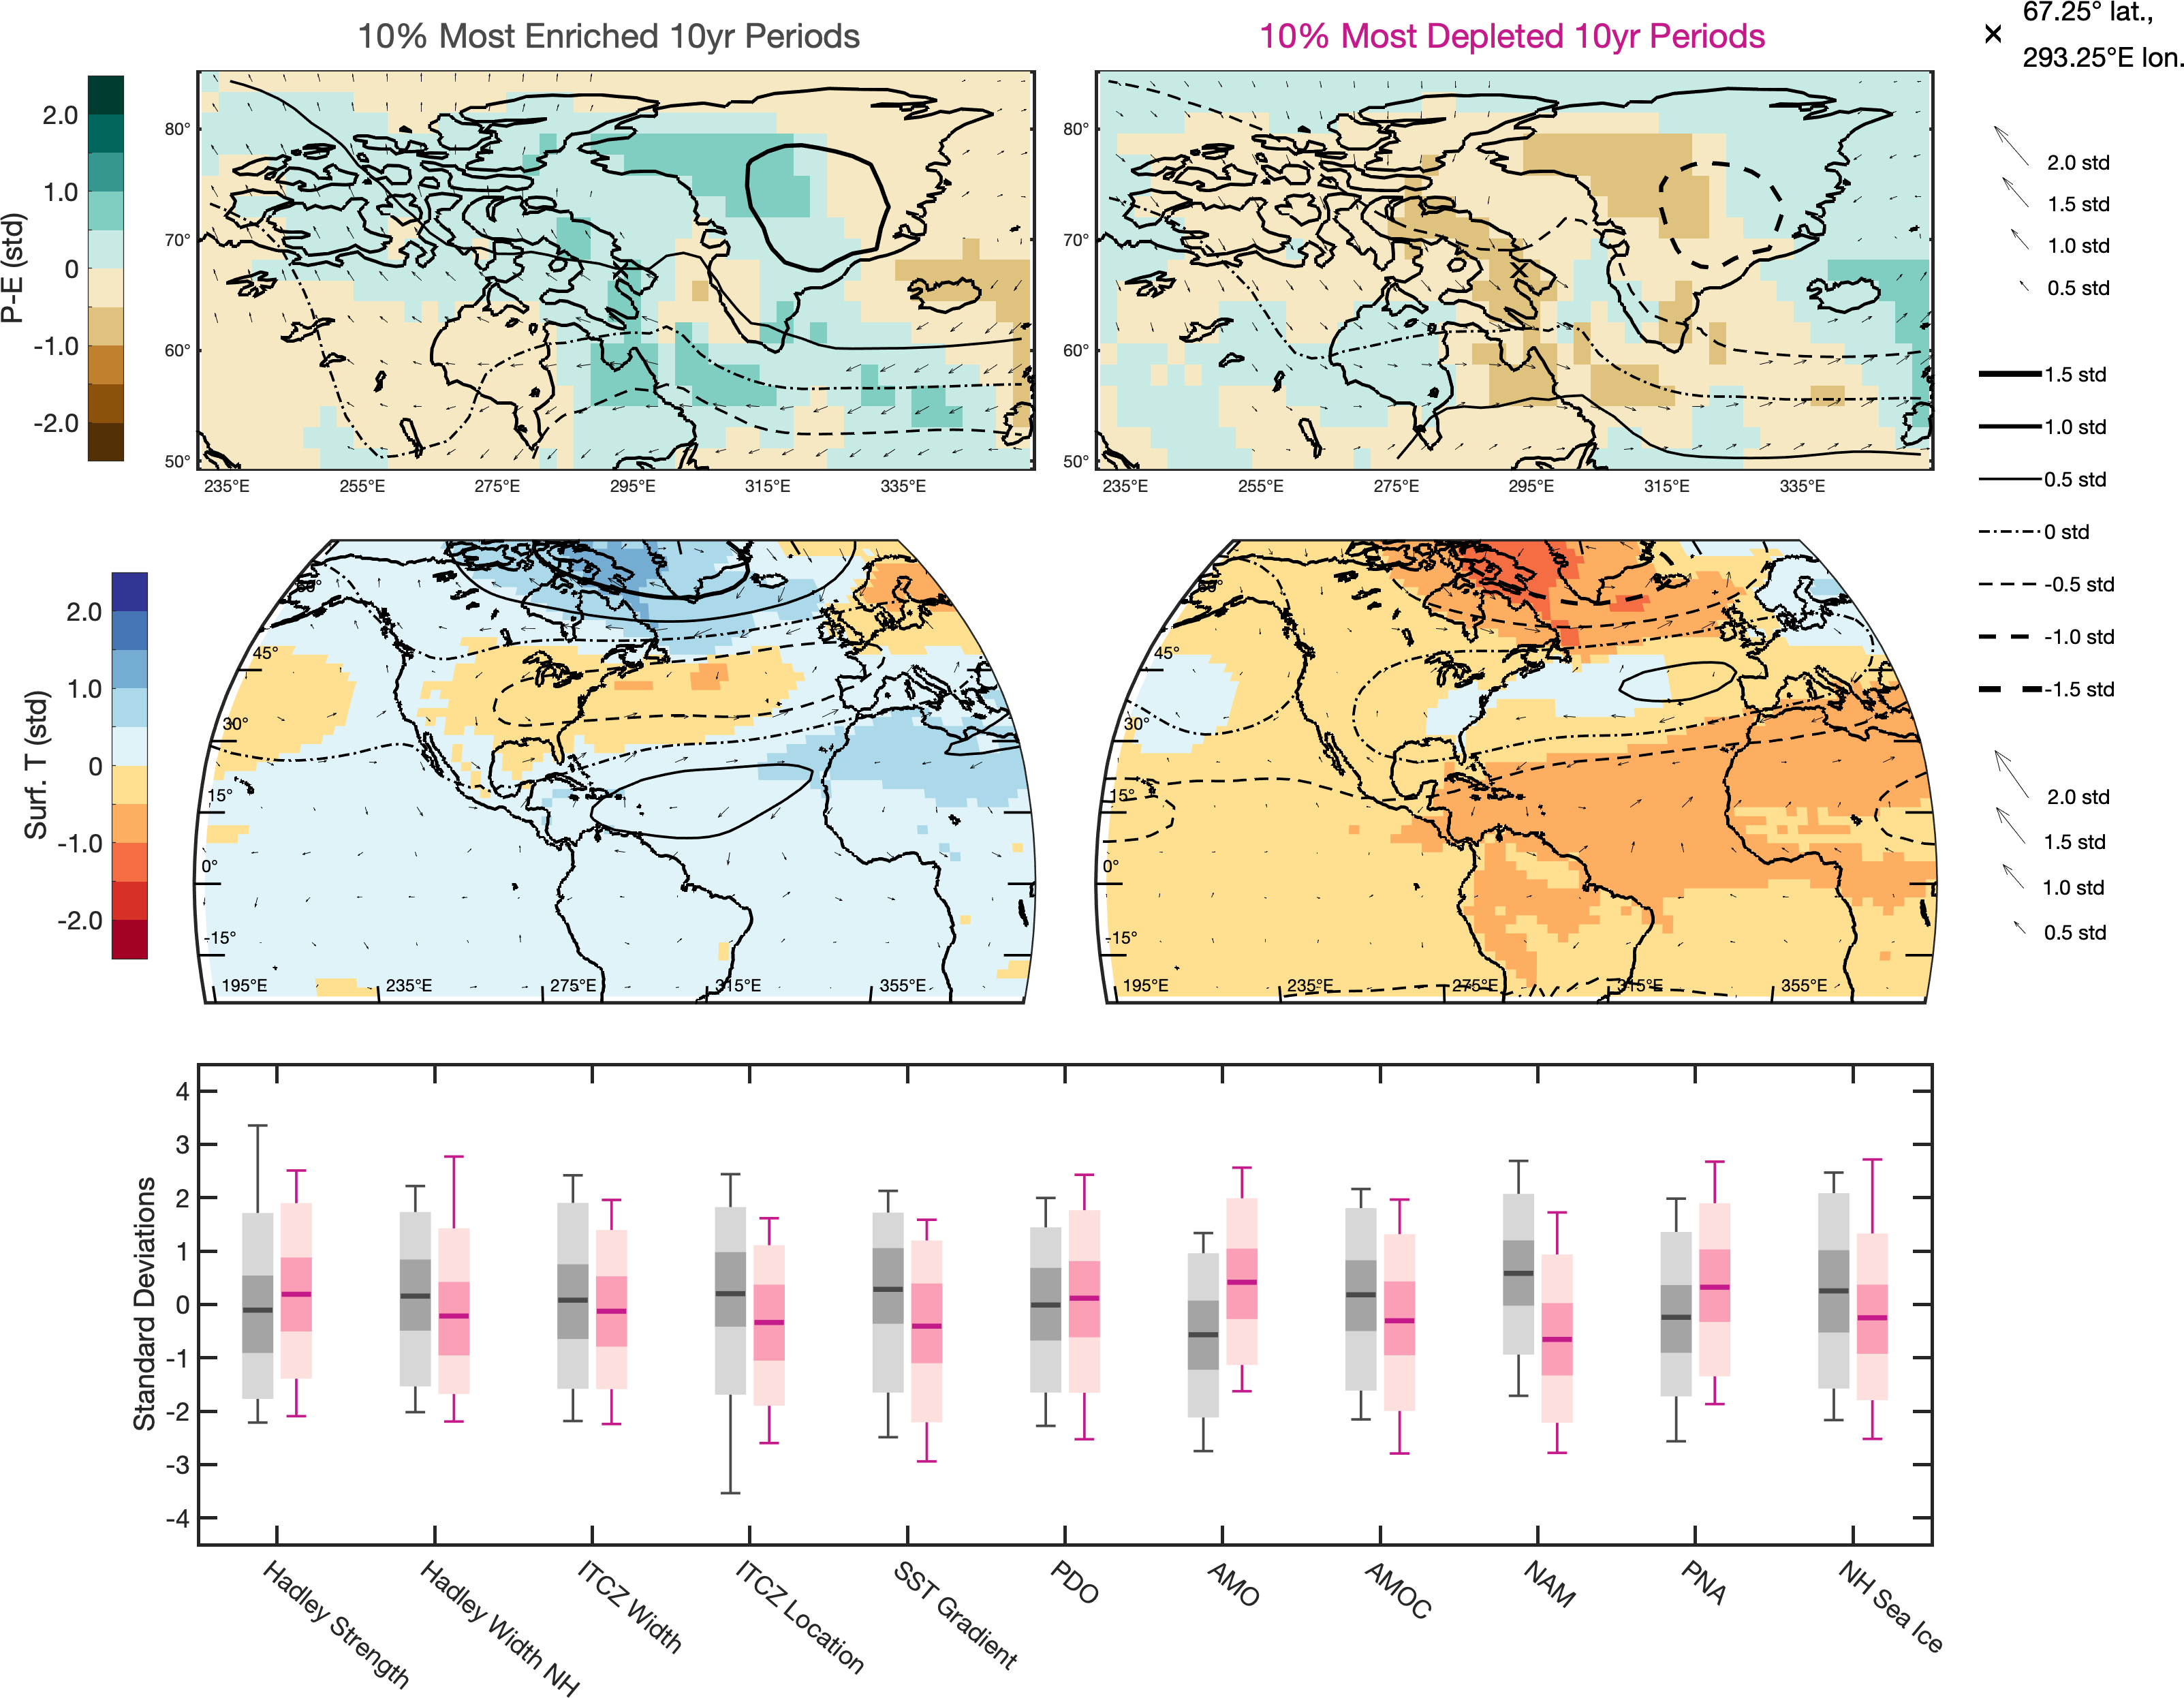 10% Most Enriched 10yr Periods
10% Most Depleted 10yr Periods
67.25° lat.,
293.25°E lon.
P-E (std)
2.0
1.0
0
-1.0
-2.0
80°
70°
60°
50°
235°E 255°E 275°E 295°E 315°E 335°E
80°
70°
60°
50°
235°E 255°E 275°E 295°E 315°E 335°E
2.0 std
1.5 std
1.0 std
0.5 std
1.5 std
1.0 std
0.5 std
0 std
-0.5 std
-1.0 std
-1.5 std
2.0 std
1.5 std
1.0 std
0.5 std
Surf. T (std)
2.0
1.0
0
-1.0
-2.0
45°
30°
15°
0°
-15°
195°E 235°E 275°E 315°E 355°E
45°
30°
15°
0°
-15°
195°E 235°E 275°E 315°E 355°E
Standard Deviations
4
3
2
1
0
-1
-2
-3
-4
Hadley Strength
Hadley Width NH
ITCZ Width
ITCZ Location
SST Gradient
PDO
AMO
AMOC
NAM
PNA
NH Sea Ice